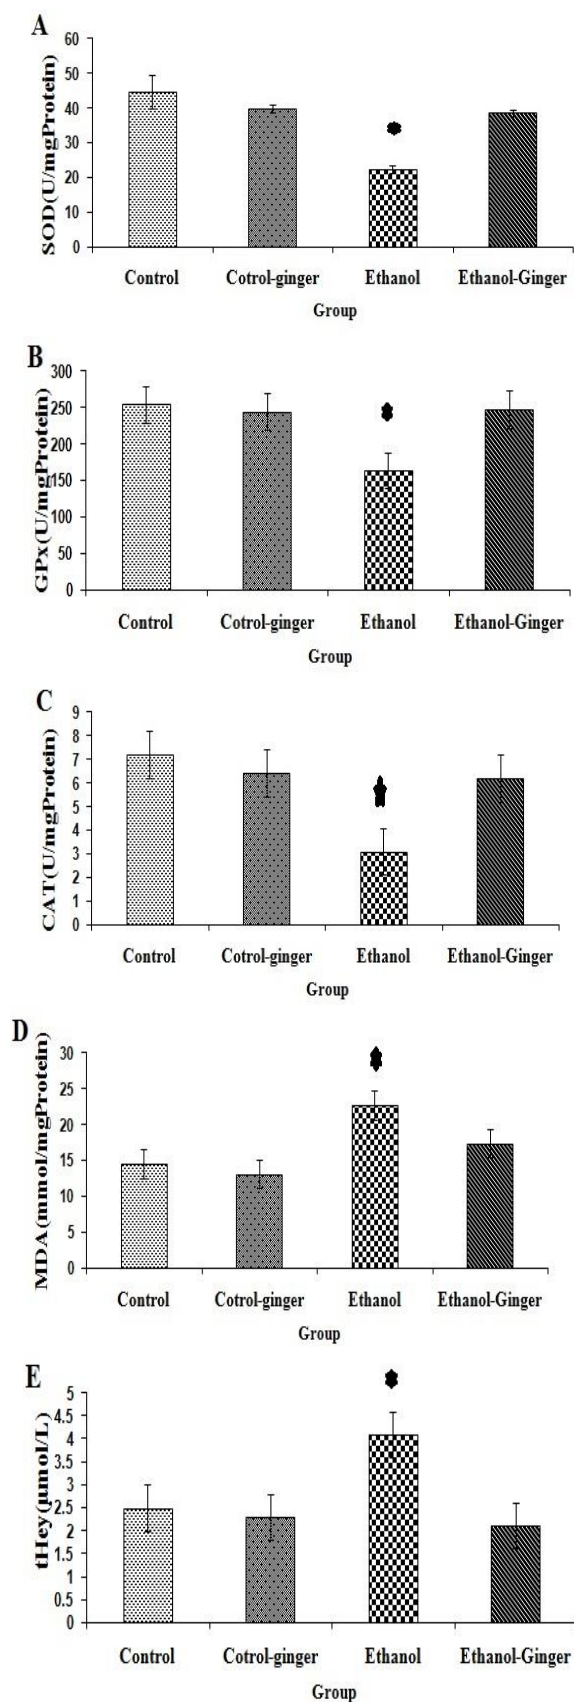 A
SOD(U/mgProtein)
60
50
40
30
20
10
0
Control Cotrol-ginger Ethanol Ethanol-Ginger
Group
B
GPx(U/mgProtein)
300
250
200
150
100
50
0
Control Cotrol-ginger Ethanol Ethanol-Ginger
Group
C
CAT(U/mgProtein)
9
8
7
6
5
4
3
2
1
0
Control Cotrol-ginger Ethanol Ethanol-Ginger
Group
D
MDA(mmol/mgProtein)
30
25
20
15
10
5
0
Control Cotrol-ginger Ethanol Ethanol-Ginger
Group
E
tHcy(µmol/L)
5
4.5
4
3.5
3
2.5
2
1.5
1
0.5
0
Control Cotrol-ginger Ethanol Ethanol-Ginger
Group